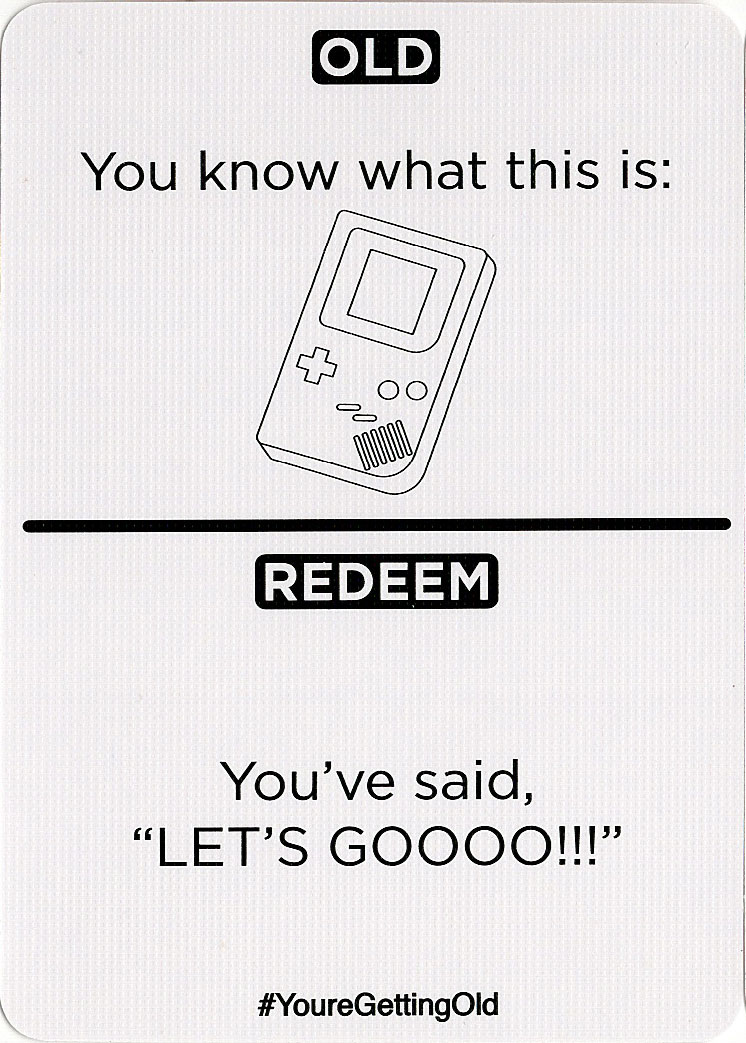 OLD
You know what this is:
REDEEM
You've said,
“LET’S GOOOO!!!”
#YoureGettingOld